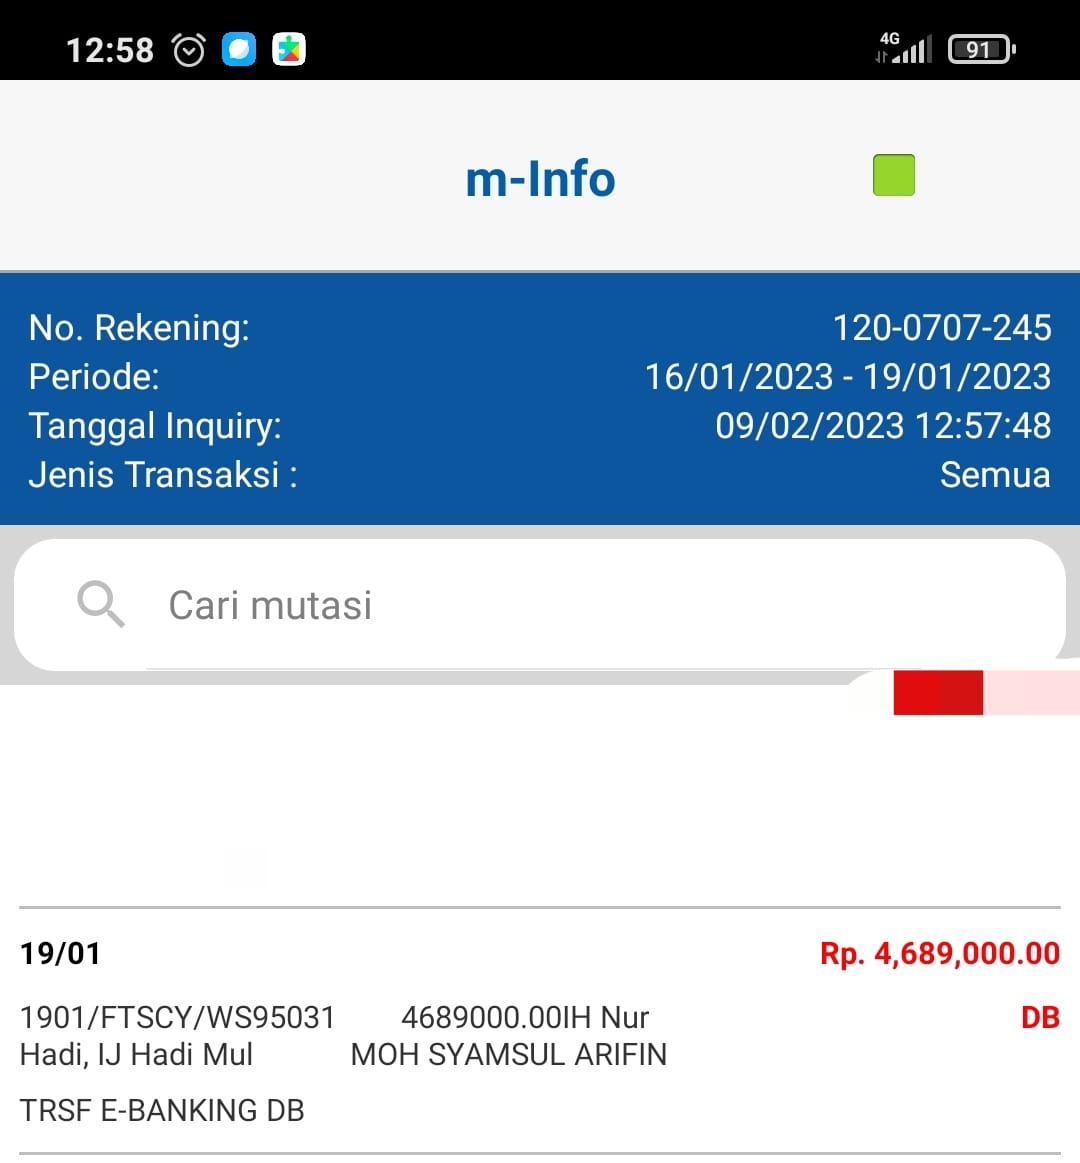 12:58
4G
91
m-Info
No. Rekening: 120-0707-245
Periode: 16/01/2023 - 19/01/2023
Tanggal Inquiry: 09/02/2023 12:57:48
Jenis Transaksi : Semua
Cari mutasi
19/01 Rp. 4,689,000.00
1901/FTSCY/WS95031 4689000.00IH Nur DB
Hadi, IJ Hadi Mul MOH SYAMSUL ARIFIN
TRSF E-BANKING DB